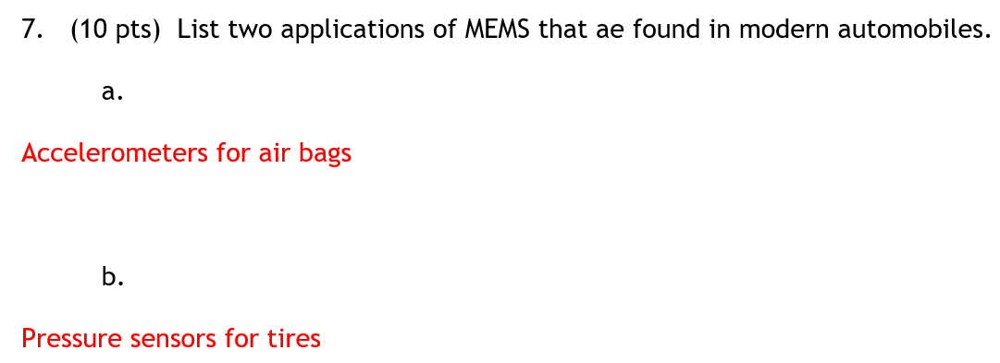 7. (10 pts) List two applications of MEMS that ae found in modern automobiles.
a.
Accelerometers for air bags
b.
Pressure sensors for tires